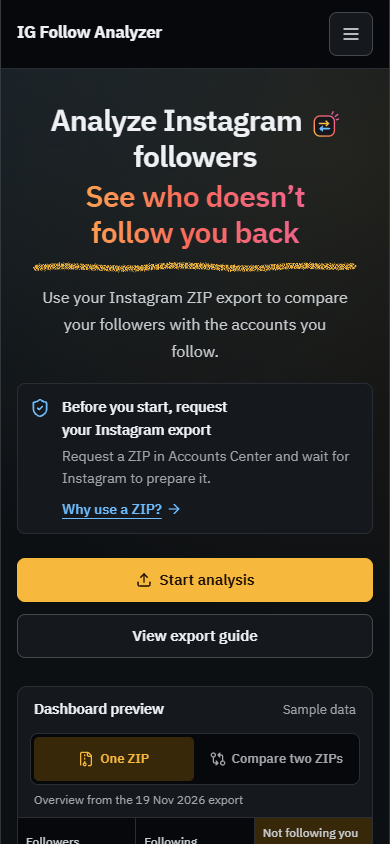 IG Follow Analyzer
Analyze Instagram
followers
See who doesn’t
follow you back
Use your Instagram ZIP export to compare
your followers with the accounts you
follow.
Before you start, request
your Instagram export
Request a ZIP in Accounts Center and wait for
Instagram to prepare it.
Why use a ZIP? →
Start analysis
View export guide
Dashboard preview
Sample data
One ZIP
Compare two ZIPs
Overview from the 19 Nov 2026 export
Followers
Following
Not following you